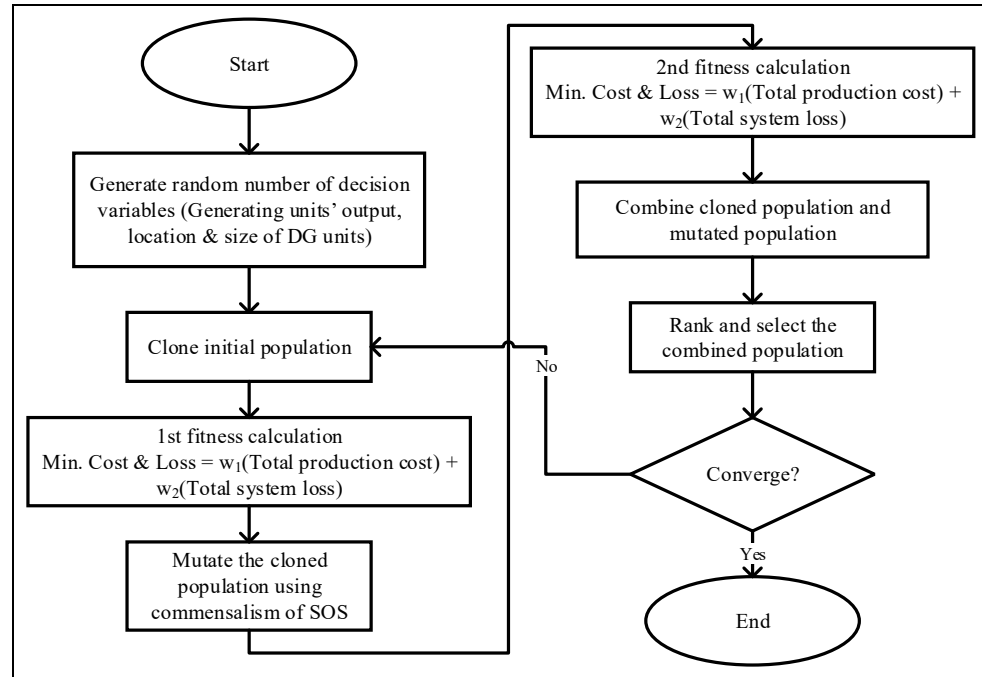 Start
Generate random number of decision
variables (Generating units’ output,
location & size of DG units)
Clone initial population
1st fitness calculation
Min. Cost & Loss = w₁(Total production cost) +
w₂(Total system loss)
Mutate the cloned
population using
commensalism of SOS
2nd fitness calculation
Min. Cost & Loss = w₁(Total production cost) +
w₂(Total system loss)
Combine cloned population and
mutated population
Rank and select the
combined population
No
Converge?
Yes
End